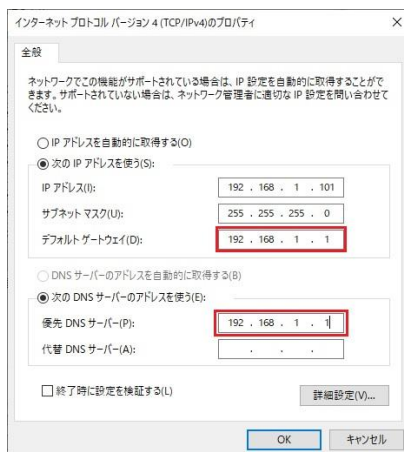 インターネット プロトコル バージョン 4 (TCP/IPv4)のプロパティ
全般
ネットワークでこの機能がサポートされている場合は、IP 設定を自動的に取得することがで
きます。サポートされていない場合は、ネットワーク管理者に適切な IP 設定を問い合わせて
ください。
IP アドレスを自動的に取得する(O)
次の IP アドレスを使う(S):
IP アドレス(I): 192 . 168 . 1 . 101
サブネット マスク(U): 255 . 255 . 255 . 0
デフォルト ゲートウェイ(D): 192 . 168 . 1 . 1
DNS サーバーのアドレスを自動的に取得する(B)
次の DNS サーバーのアドレスを使う(E):
優先 DNS サーバー(P): 192 . 168 . 1 . 1
代替 DNS サーバー(A): . . .
終了時に設定を検証する(L)
詳細設定(V)...
OK キャンセル